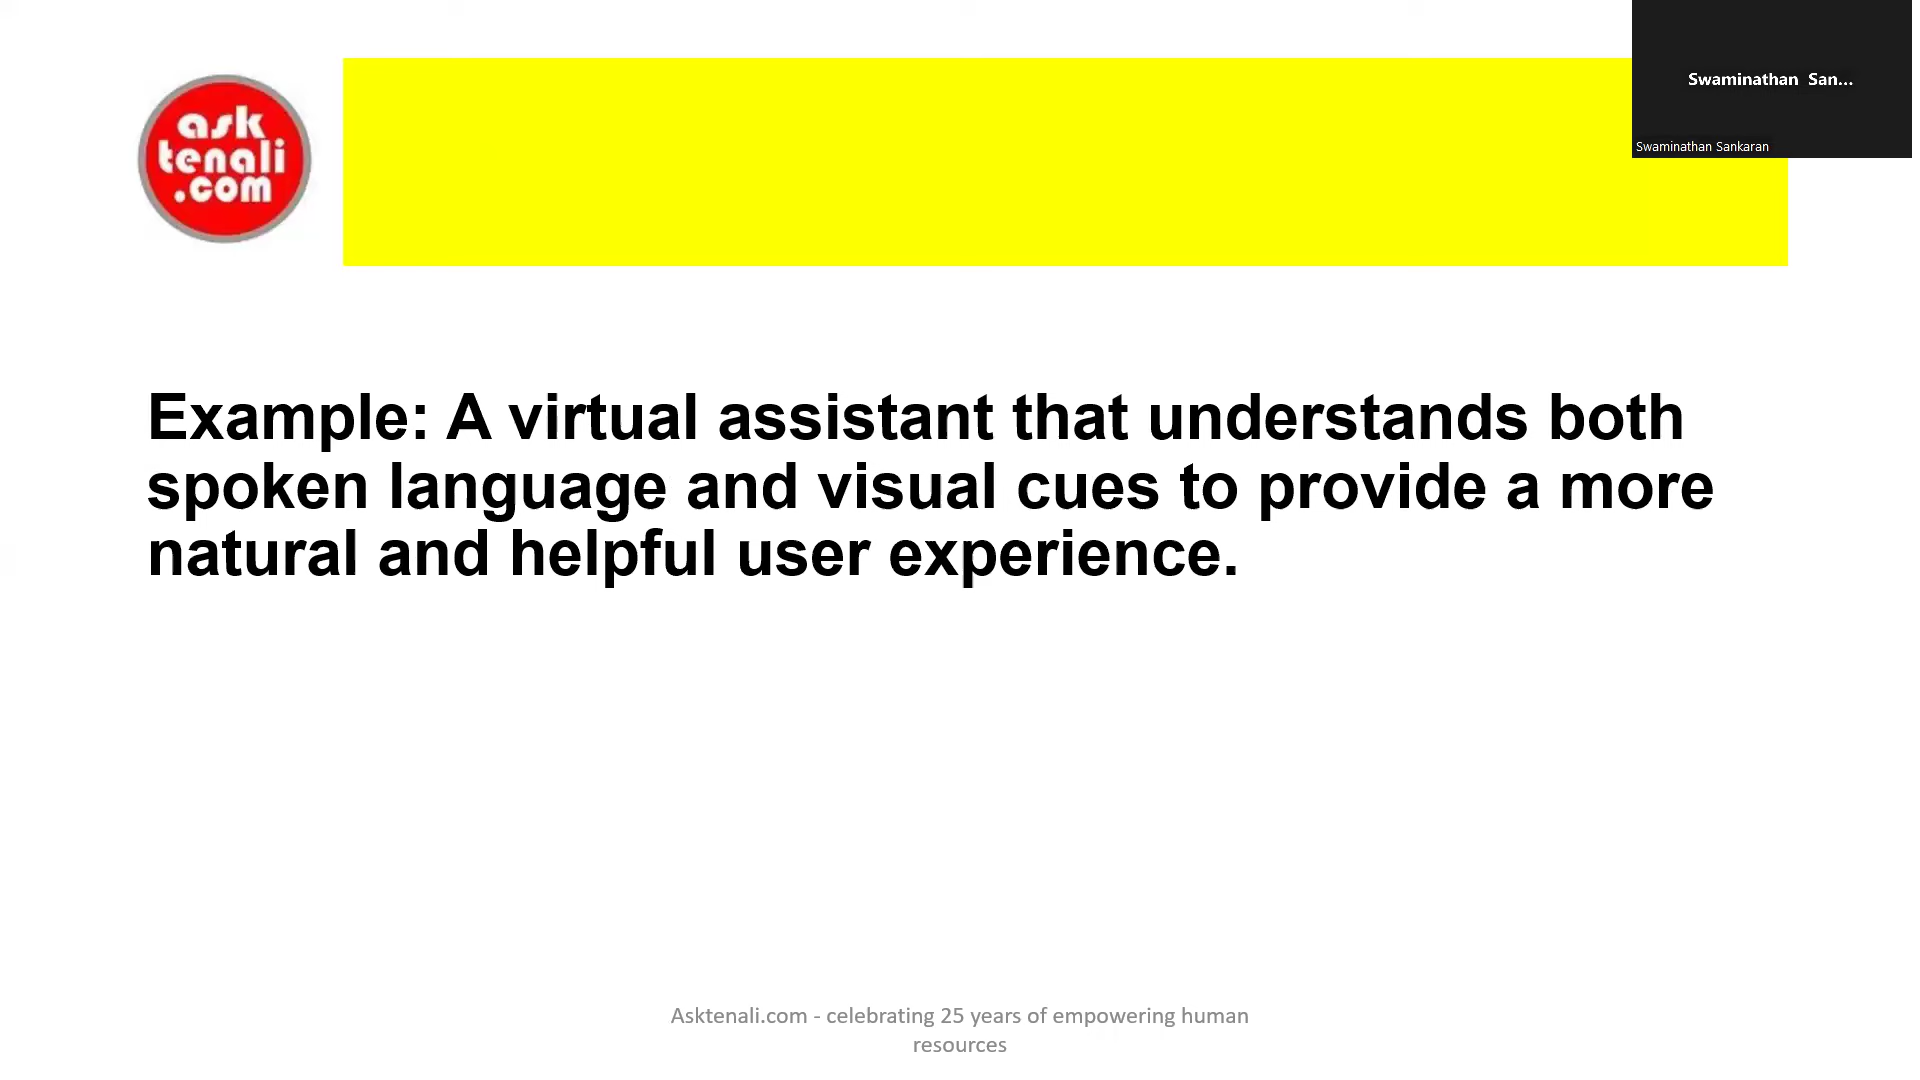 ask
tenali
.com
Swaminathan San...
Swaminathan Sankaran
Example: A virtual assistant that understands both
spoken language and visual cues to provide a more
natural and helpful user experience.
Asktenali.com - celebrating 25 years of empowering human
resources